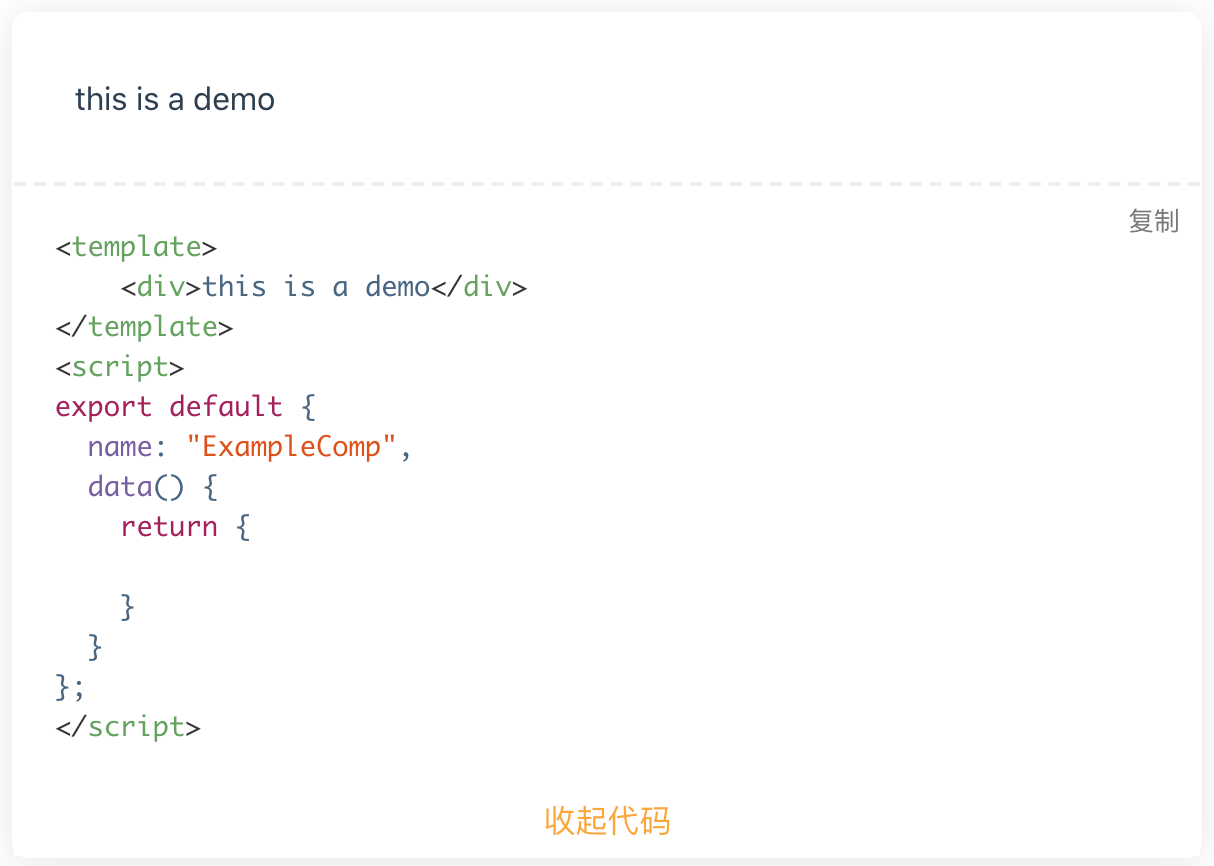 this is a demo
复制
<template>
    <div>this is a demo</div>
</template>
<script>
export default {
  name: "ExampleComp",
  data() {
    return {

    }
  }
};
</script>
收起代码